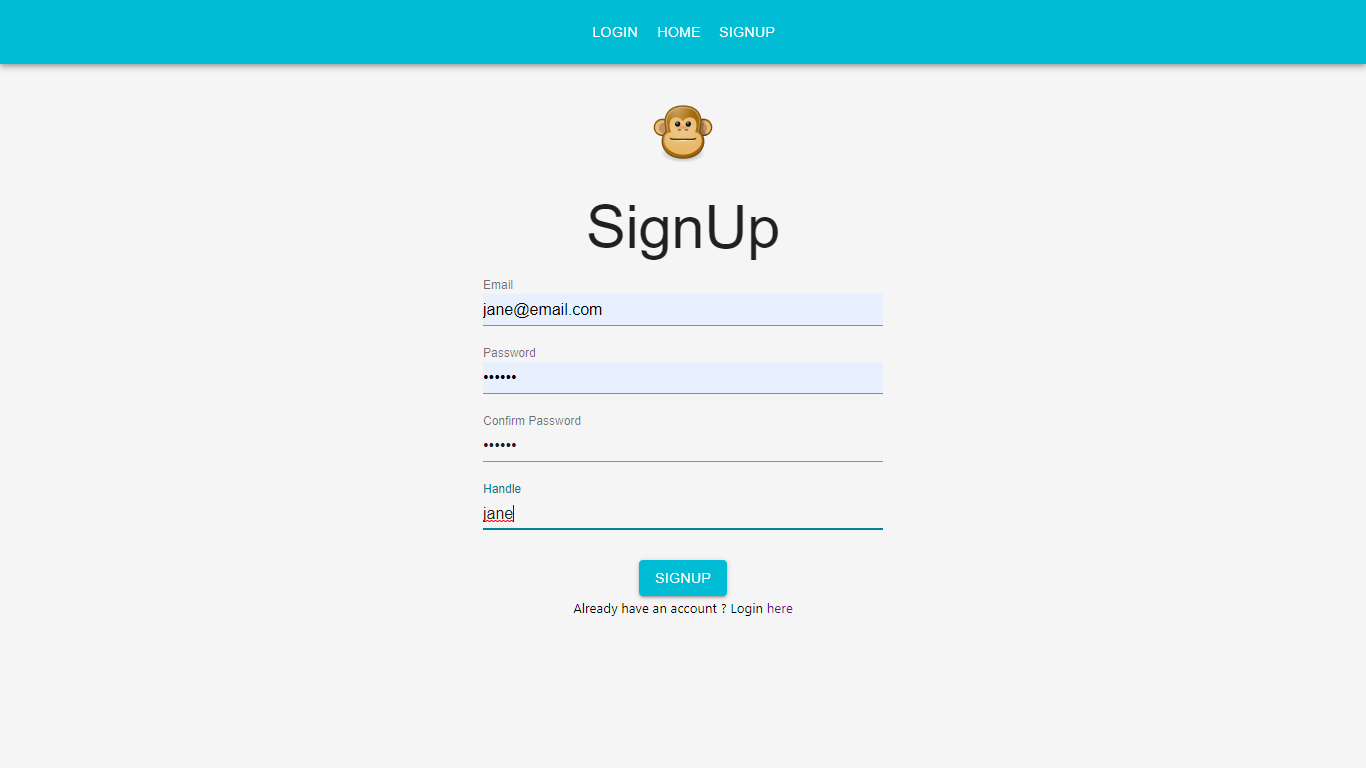 LOGIN HOME SIGNUP
SignUp
Email
jane@email.com
Password
••••••
Confirm Password
••••••
Handle
jane
SIGNUP
Already have an account ? Login here